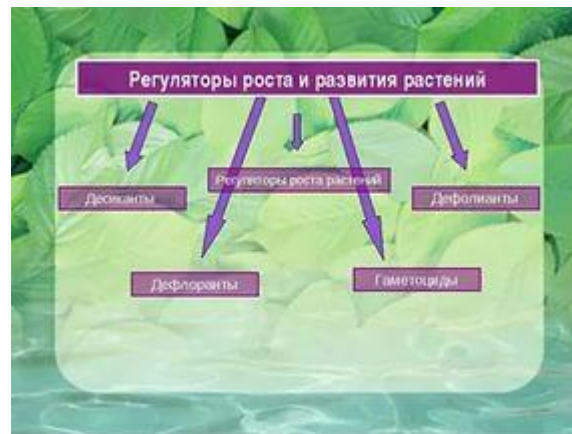 Регуляторы роста и развития растений
Регуляторы роста растений
Десиканты
Дефолианты
Дефлоранты
Гаметоциды